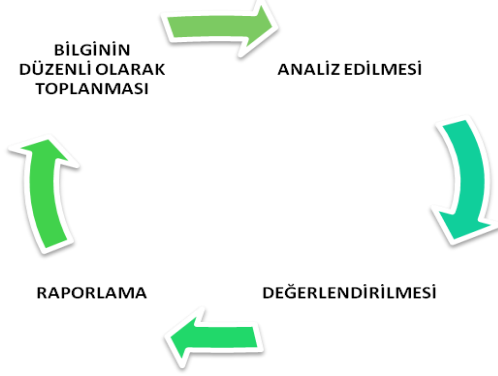 BİLGİNİN
DÜZENLİ OLARAK
TOPLANMASI
ANALİZ EDİLMESİ
DEĞERLENDİRİLMESİ
RAPORLAMA